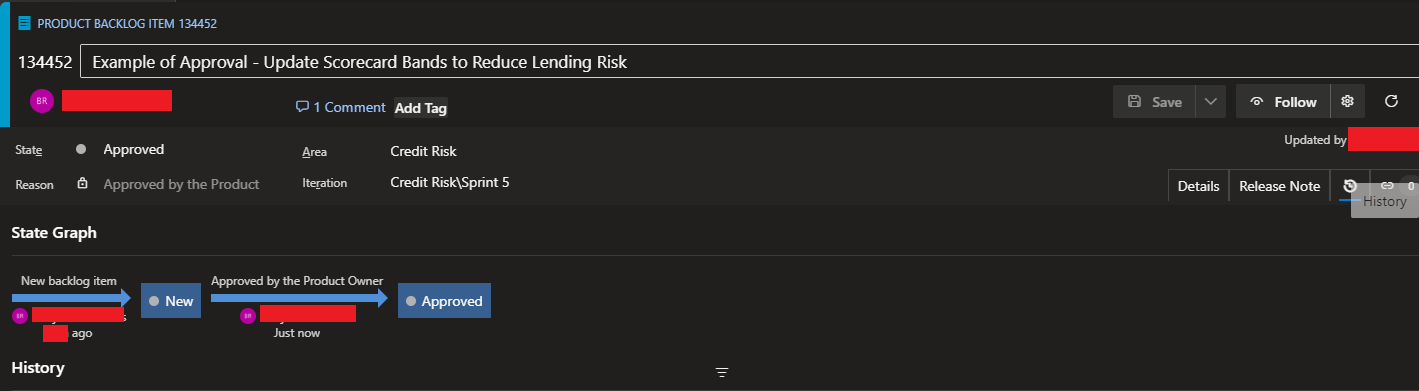 PRODUCT BACKLOG ITEM 134452
134452 Example of Approval - Update Scorecard Bands to Reduce Lending Risk
BR 1 Comment Add Tag Save Follow
State Approved Area Credit Risk Updated by
Reason Approved by the Product Iteration Credit Risk\Sprint 5
Details Release Note 0
History
State Graph
New backlog item Approved by the Product Owner
New Approved
BR BR
ago Just now
History